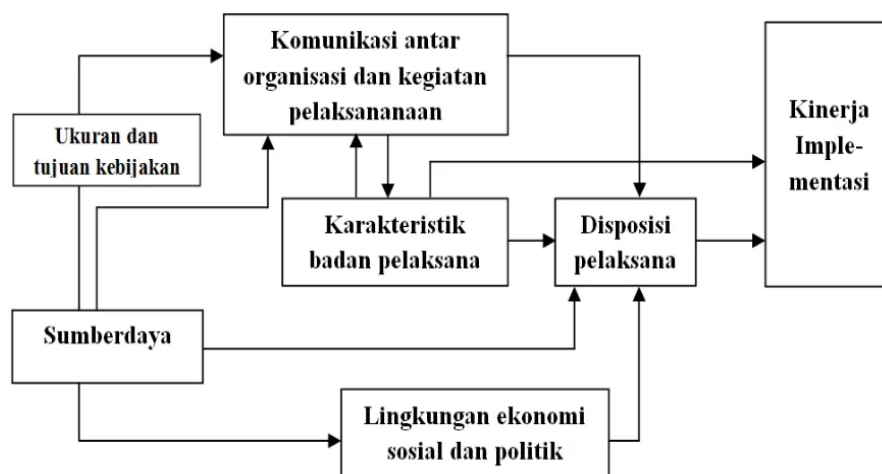 Komunikasi antar
organisasi dan kegiatan
pelaksananaan
Ukuran dan
tujuan kebijakan
Kinerja
Imple-
mentasi
Karakteristik
badan pelaksana
Disposisi
pelaksana
Sumberdaya
Lingkungan ekonomi
sosial dan politik